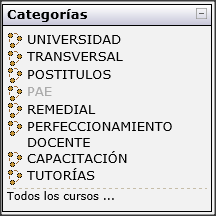 Categorías
UNIVERSIDAD
TRANSVERSAL
POSTITULOS
PAE
REMEDIAL
PERFECCIONAMIENTO
DOCENTE
CAPACITACIÓN
TUTORÍAS
Todos los cursos ...